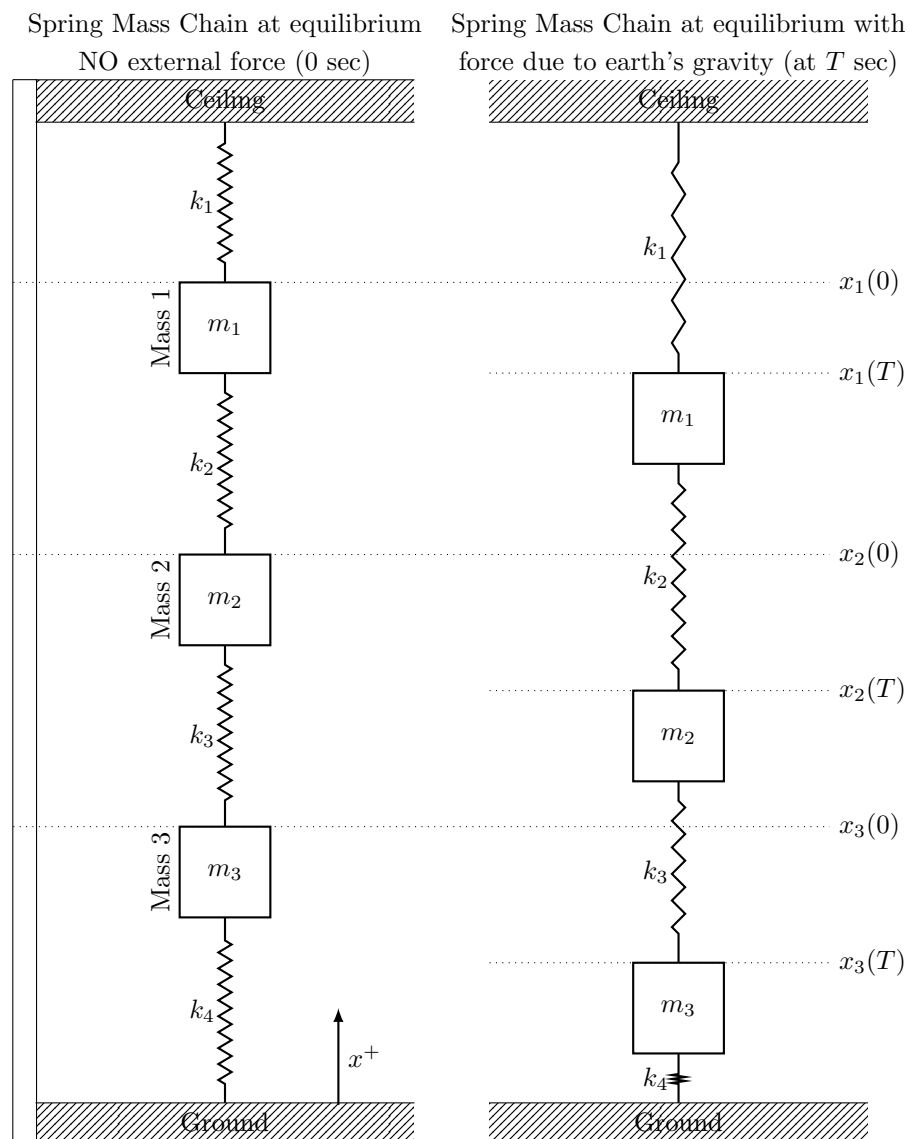 Spring Mass Chain at equilibrium
NO external force (0 sec)
Spring Mass Chain at equilibrium with
force due to earth's gravity (at T sec)
Ceiling
Ceiling
k₁
k₁
x₁(0)
Mass 1
m₁
x₁(T)
m₁
k₂
x₂(0)
k₂
Mass 2
m₂
x₂(T)
m₂
k₃
x₃(0)
k₃
Mass 3
m₃
x₃(T)
m₃
k₄
x⁺
k₄
Ground
Ground